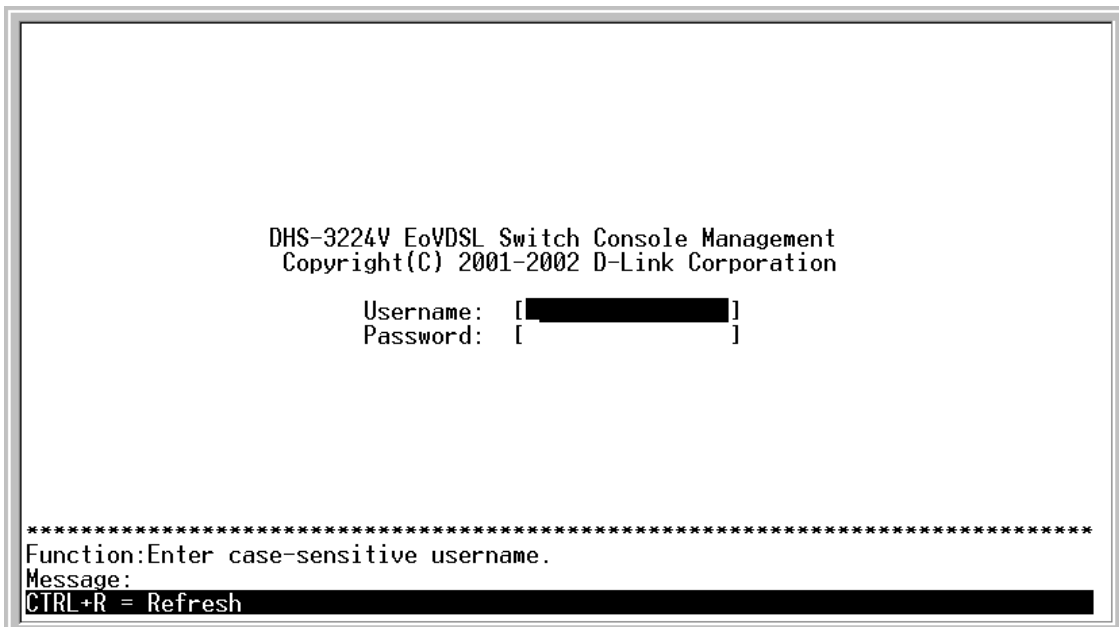 DHS-3224V EoVDSL Switch Console Management
Copyright(C) 2001-2002 D-Link Corporation
Username: [ ]
Password: [ ]
*******************************************************************************
Function:Enter case-sensitive username.
Message:
CTRL+R = Refresh